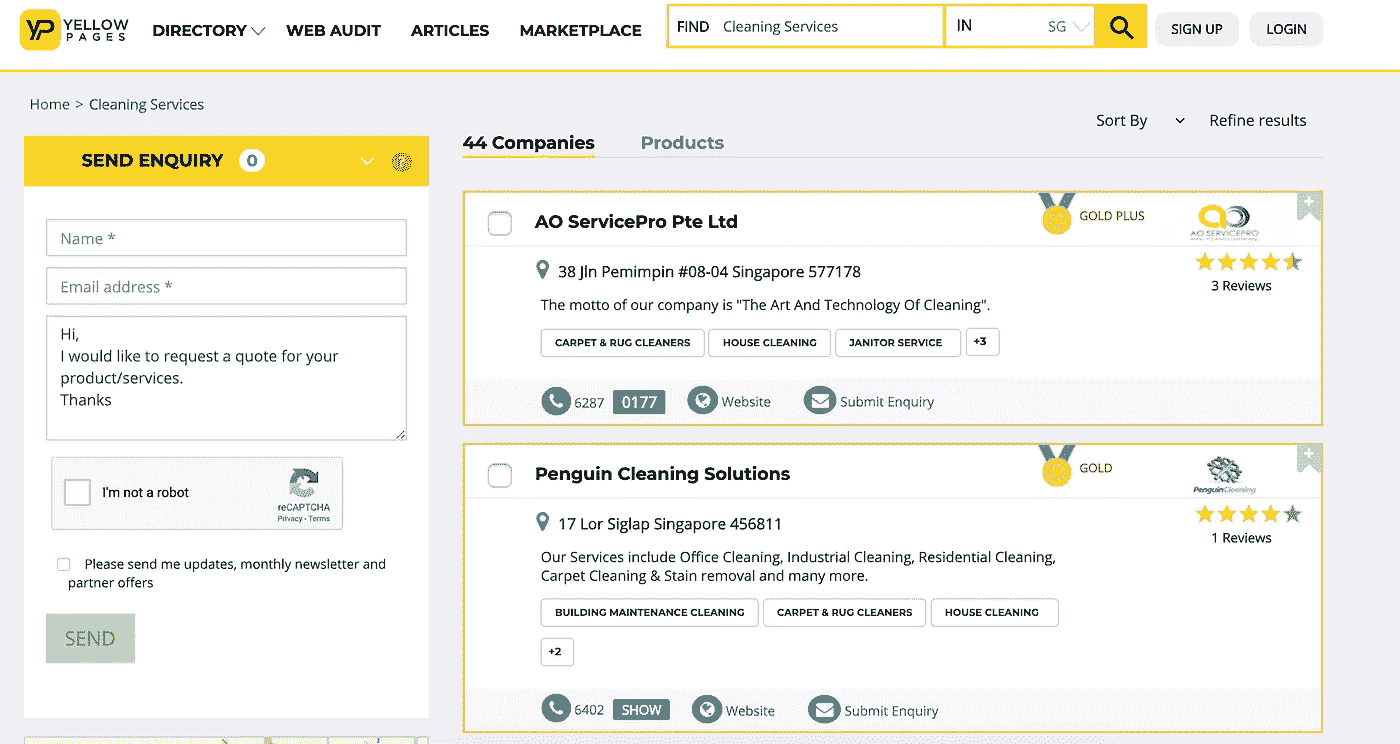 YP YELLOW PAGES
DIRECTORY WEB AUDIT ARTICLES MARKETPLACE FIND Cleaning Services IN SG SIGN UP LOGIN
Home > Cleaning Services
Sort By Refine results
SEND ENQUIRY 0 ?
Name *
Email address *
Hi,
I would like to request a quote for your
product/services.
Thanks
I'm not a robot
reCAPTCHA
Privacy - Terms
Please send me updates, monthly newsletter and
partner offers
SEND
44 Companies Products
AO ServicePro Pte Ltd
GOLD PLUS
AO SERVICEPRO
38 Jln Pemimpin #08-04 Singapore 577178
3 Reviews
The motto of our company is "The Art And Technology Of Cleaning".
CARPET & RUG CLEANERS HOUSE CLEANING JANITOR SERVICE +3
6287 0177 Website Submit Enquiry
Penguin Cleaning Solutions
GOLD
PenguinCleaning
17 Lor Siglap Singapore 456811
1 Reviews
Our Services include Office Cleaning, Industrial Cleaning, Residential Cleaning,
Carpet Cleaning & Stain removal and many more.
BUILDING MAINTENANCE CLEANING CARPET & RUG CLEANERS HOUSE CLEANING
+2
6402 SHOW Website Submit Enquiry